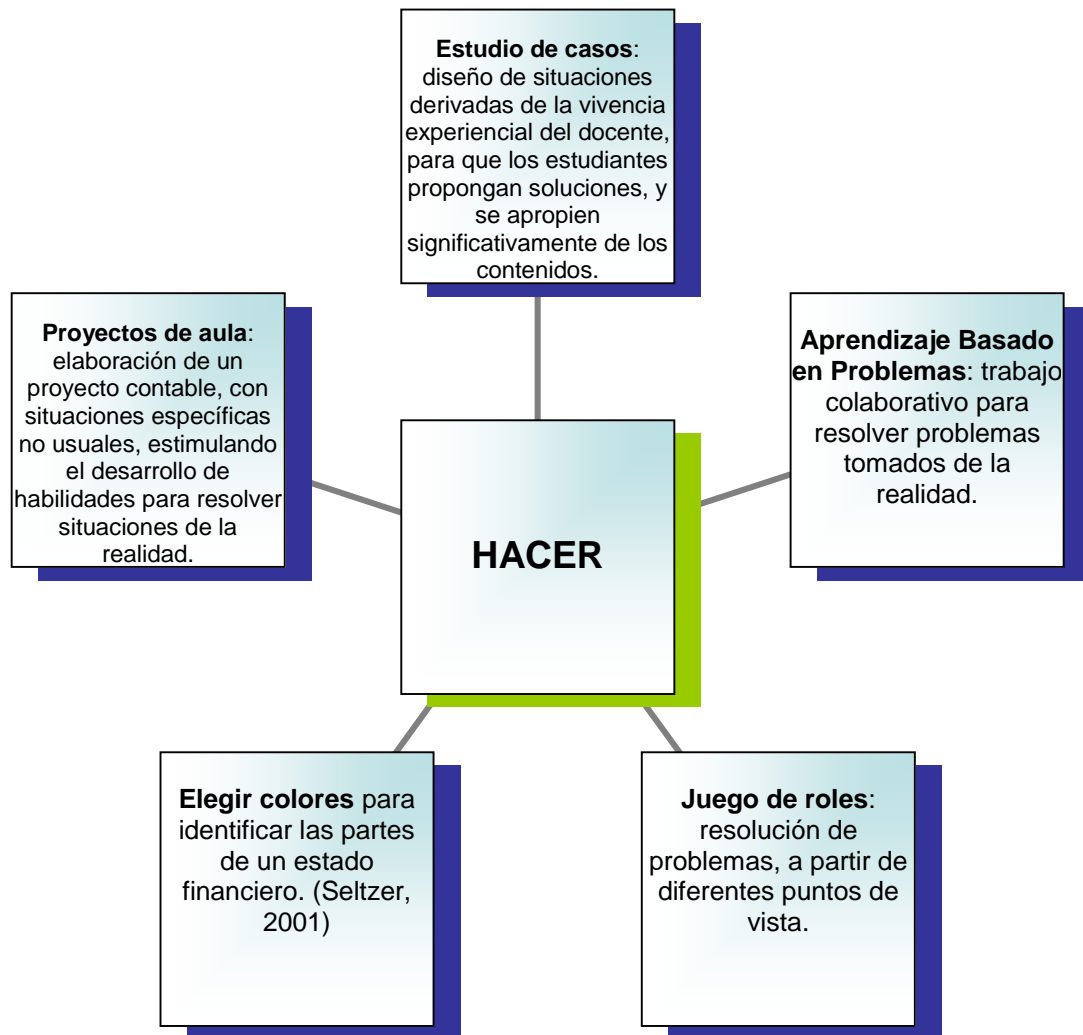 Estudio de casos:
diseño de situaciones
derivadas de la vivencia
experiencial del docente,
para que los estudiantes
propongan soluciones, y
se apropien
significativamente de los
contenidos.
Proyectos de aula:
elaboración de un
proyecto contable, con
situaciones específicas
no usuales, estimulando
el desarrollo de
habilidades para resolver
situaciones de la
realidad.
Aprendizaje Basado
en Problemas: trabajo
colaborativo para
resolver problemas
tomados de la
realidad.
HACER
Elegir colores para
identificar las partes
de un estado
financiero. (Seltzer,
2001)
Juego de roles:
resolución de
problemas, a partir de
diferentes puntos de
vista.